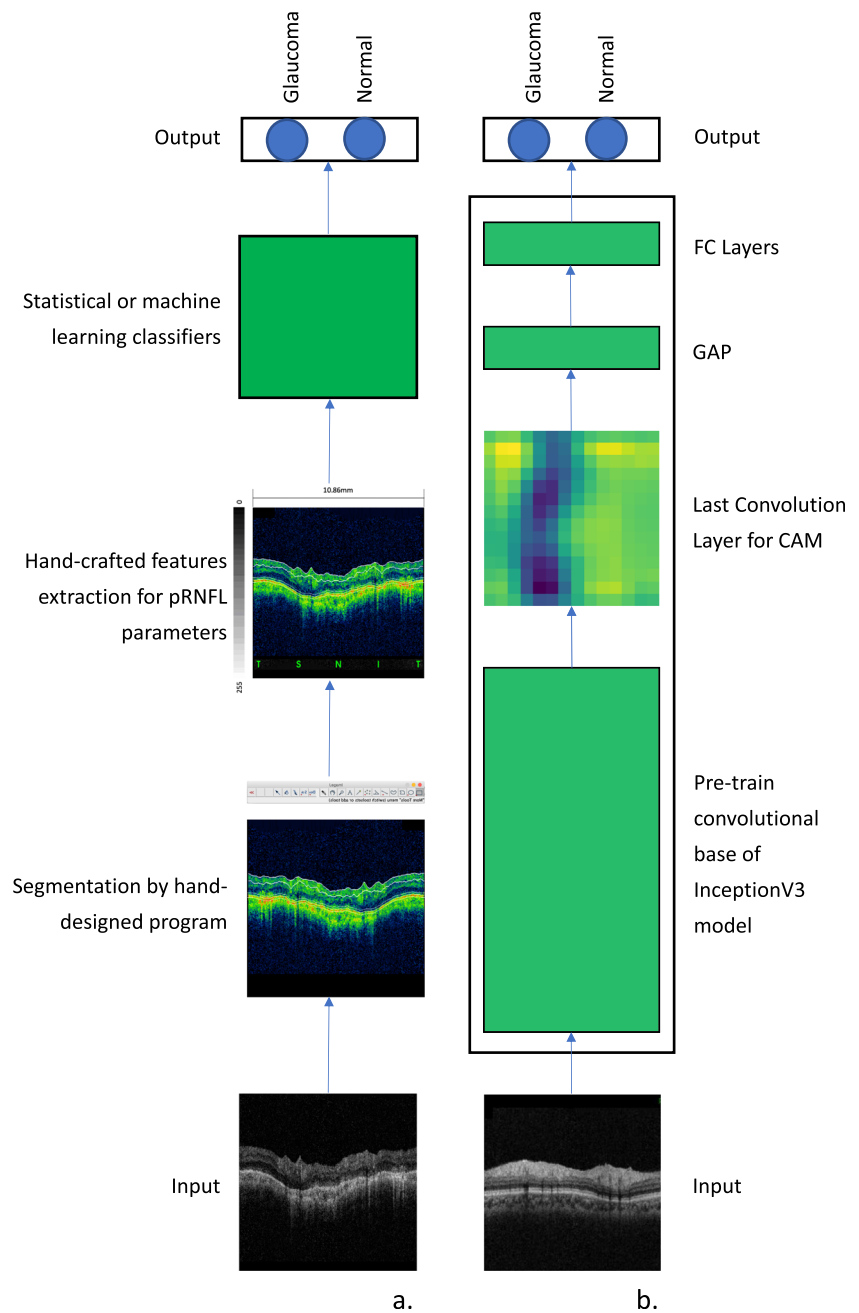 Glaucoma
Normal
Output
Statistical or machine
learning classifiers
10.86mm
0
255
Hand-crafted features
extraction for pRNFL
parameters
T S N I T
Segmentation by hand-
designed program
Input
a.
Glaucoma
Normal
Output
FC Layers
GAP
Last Convolution
Layer for CAM
Pre-train
convolutional
base of
InceptionV3
model
Input
b.